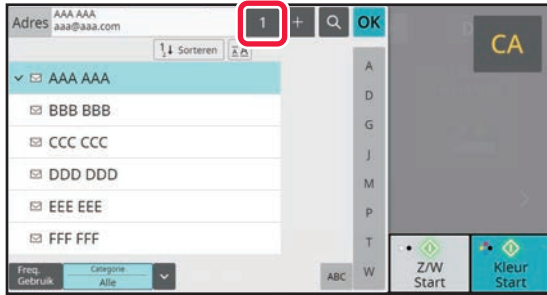 Adres
AAA AAA
aaa@aaa.com
1
+
OK
CA
Sorteren
AAA AAA
BBB BBB
CCC CCC
DDD DDD
EEE EEE
FFF FFF
A
D
G
J
M
P
T
W
Freq.
Gebruik
Categorie
Alle
ABC
Z/W
Start
Kleur
Start